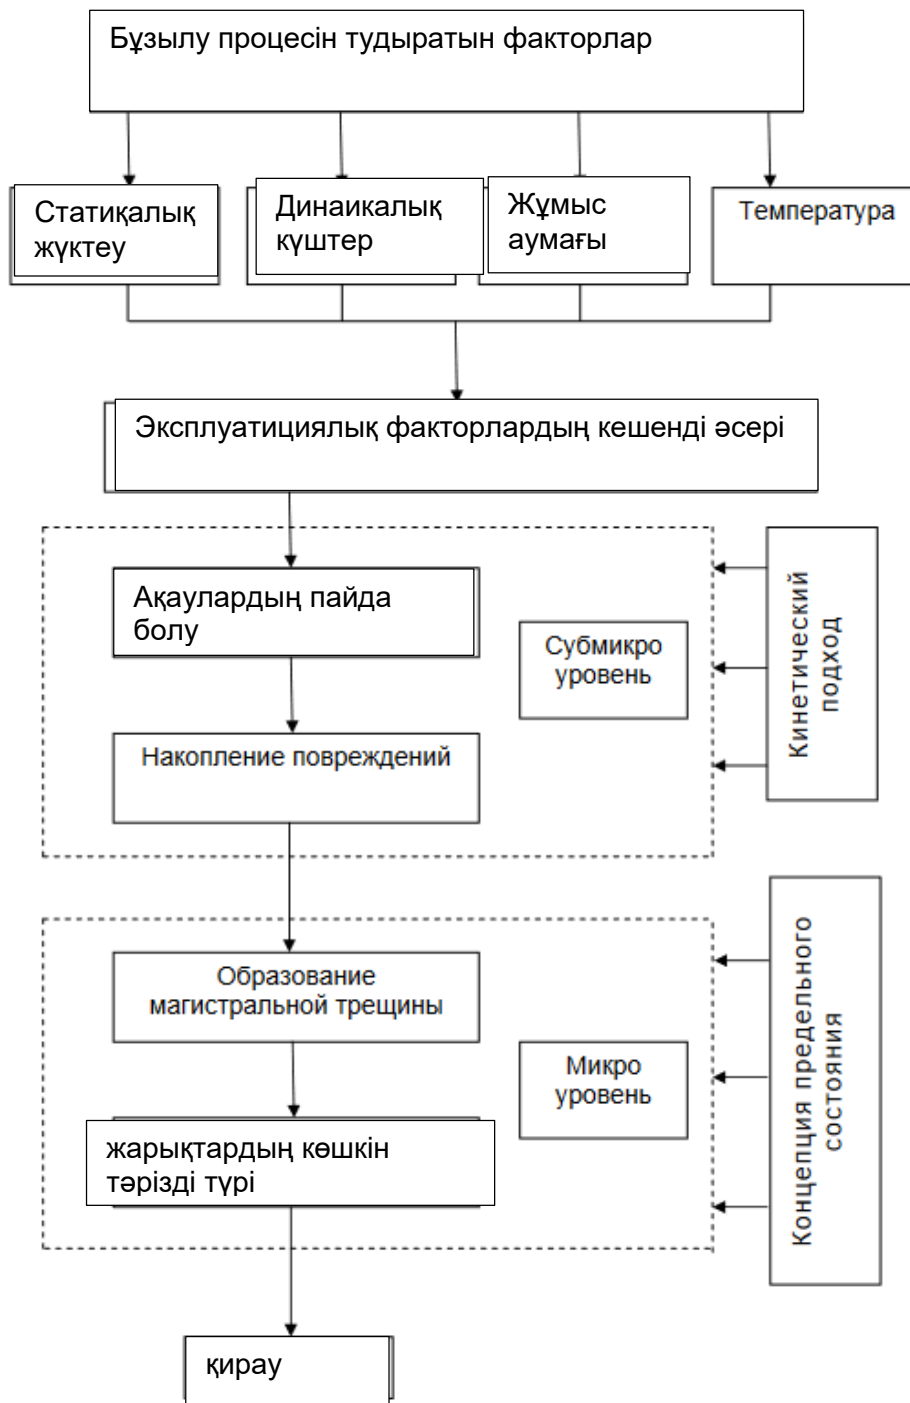 Бұзылу процесін тудыратын факторлар
Статиқалық
жүктеу
Динаикалық
күштер
Жұмыс
аумағы
Температура
Эксплуатициялық факторлардың кешенді әсері
Ақаулардың пайда
болу
Субмикро
уровень
Кинетический
подход
Накопление повреждений
Образование
магистральной трещины
Микро
уровень
Концепция предельного
состояния
жарықтардың көшкін
тәрізді түрі
қирау